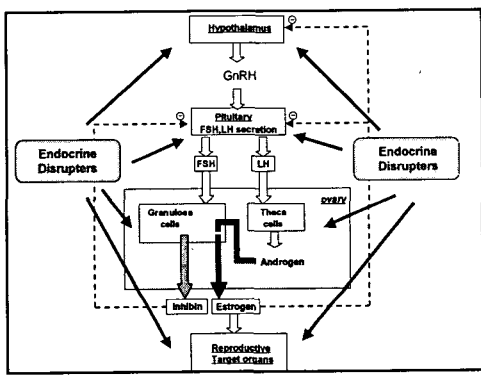 Hypothalamus
GnRH
Pituitary
FSH,LH secretion
Endocrine
Disrupters
Endocrine
Disrupters
FSH
LH
ovary
Granulosa
cells
Theca
cells
Androgen
Inhibin
Estrogen
Reproductive
Target organs